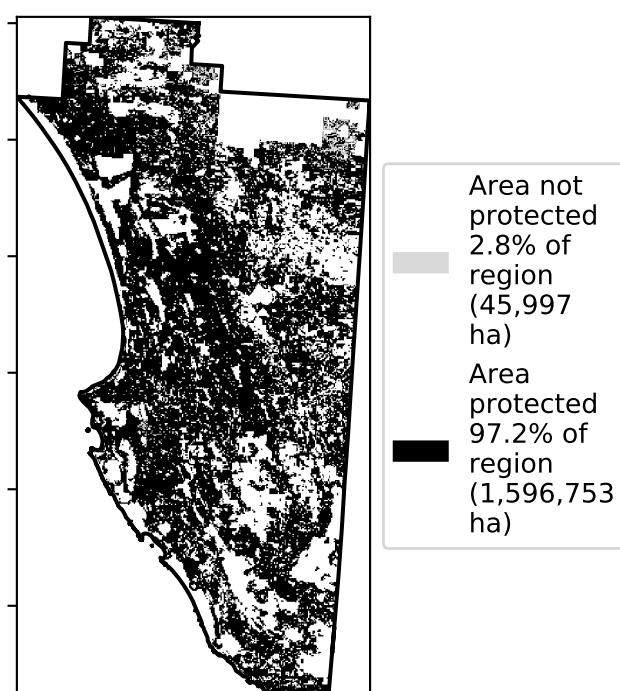 Area not
protected
2.8% of
region
(45,997
ha)
Area
protected
97.2% of
region
(1,596,753
ha)